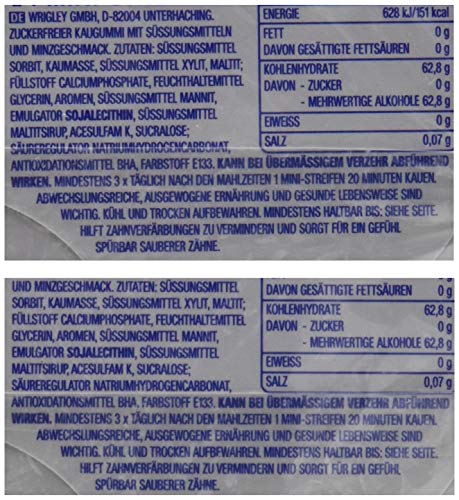 DE WRIGLEY GMBH, D-82004 UNTERHACHING.
ZUCKERFREIER KAUGUMMI MIT SÜSSUNGSMITTELN
UND MINZGESCHMACK. ZUTATEN: SÜSSUNGSMITTEL
SORBIT, KAUMASSE, SÜSSUNGSMITTEL XYLIT, MALTIT;
FÜLLSTOFF CALCIUMPHOSPHATE, FEUCHTHALTEMITTEL
GLYCERIN, AROMEN, SÜSSUNGSMITTEL MANNIT,
EMULGATOR SOJALECITHIN, SÜSSUNGSMITTEL
MALTITSIRUP, ACESULFAM K, SUCRALOSE;
SÄUREREGULATOR NATRIUMHYDROGENCARBONAT,
ANTIOXIDATIONSMITTEL BHA, FARBSTOFF E133. KANN BEI ÜBERMÄSSIGEM VERZEHR ABFÜHREND
WIRKEN. MINDESTENS 3 x TÄGLICH NACH DEN MAHLZEITEN 1 MINI-STREIFEN 20 MINUTEN KAUEN.
ABWECHSLUNGSREICHE, AUSGEWOGENE ERNÄHRUNG UND GESUNDE LEBENSWEISE SIND
WICHTIG. KÜHL UND TROCKEN AUFBEWAHREN. MINDESTENS HALTBAR BIS: SIEHE SEITE.
HILFT ZAHNVERFÄRBUNGEN ZU VERMINDERN UND SORGT FÜR EIN GEFÜHL
SPÜRBAR SAUBERER ZÄHNE.
ENERGIE 628 kJ/151 kcal
FETT 0 g
DAVON GESÄTTIGTE FETTSÄUREN 0 g
KOHLENHYDRATE 62,8 g
DAVON - ZUCKER 0 g
- MEHRWERTIGE ALKOHOLE 62,8 g
EIWEISS 0 g
SALZ 0,07 g
UND MINZGESCHMACK. ZUTATEN: SÜSSUNGSMITTEL
SORBIT, KAUMASSE, SÜSSUNGSMITTEL XYLIT, MALTIT;
FÜLLSTOFF CALCIUMPHOSPHATE, FEUCHTHALTEMITTEL
GLYCERIN, AROMEN, SÜSSUNGSMITTEL MANNIT,
EMULGATOR SOJALECITHIN, SÜSSUNGSMITTEL
MALTITSIRUP, ACESULFAM K, SUCRALOSE;
SÄUREREGULATOR NATRIUMHYDROGENCARBONAT,
ANTIOXIDATIONSMITTEL BHA, FARBSTOFF E133. KANN BEI ÜBERMÄSSIGEM VERZEHR ABFÜHREND
WIRKEN. MINDESTENS 3 x TÄGLICH NACH DEN MAHLZEITEN 1 MINI-STREIFEN 20 MINUTEN KAUEN.
ABWECHSLUNGSREICHE, AUSGEWOGENE ERNÄHRUNG UND GESUNDE LEBENSWEISE SIND
WICHTIG. KÜHL UND TROCKEN AUFBEWAHREN. MINDESTENS HALTBAR BIS: SIEHE SEITE.
HILFT ZAHNVERFÄRBUNGEN ZU VERMINDERN UND SORGT FÜR EIN GEFÜHL
SPÜRBAR SAUBERER ZÄHNE.
DAVON GESÄTTIGTE FETTSÄUREN 0 g
KOHLENHYDRATE 62,8 g
DAVON - ZUCKER 0 g
- MEHRWERTIGE ALKOHOLE 62,8 g
EIWEISS 0 g
SALZ 0,07 g